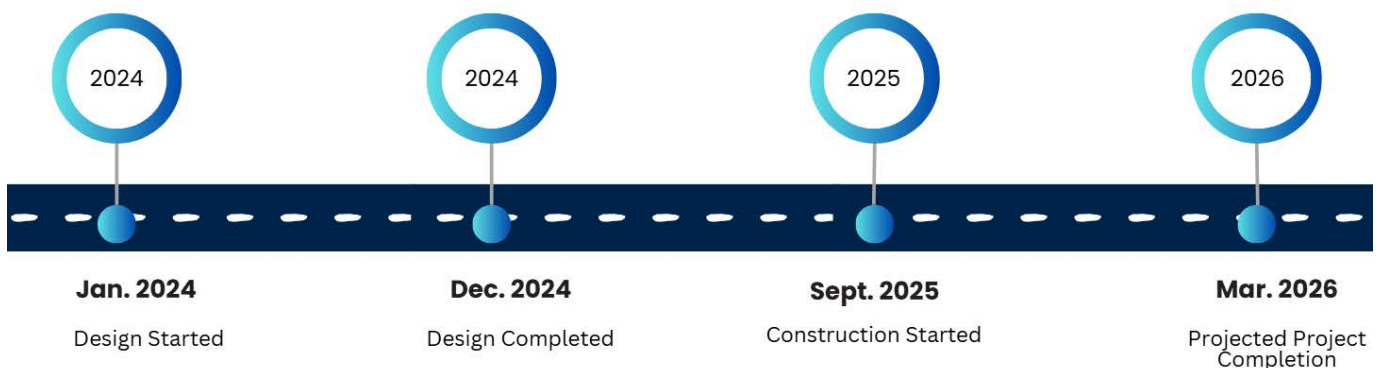 2024
2024
2025
2026
Jan. 2024
Dec. 2024
Sept. 2025
Mar. 2026
Design Started
Design Completed
Construction Started
Projected Project
Completion